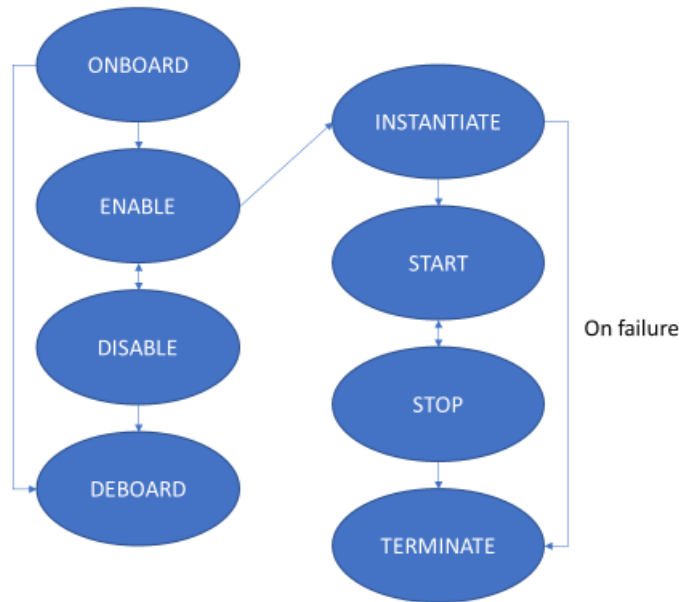 ONBOARD
ENABLE
DISABLE
DEBOARD
INSTANTIATE
START
STOP
TERMINATE
On failure